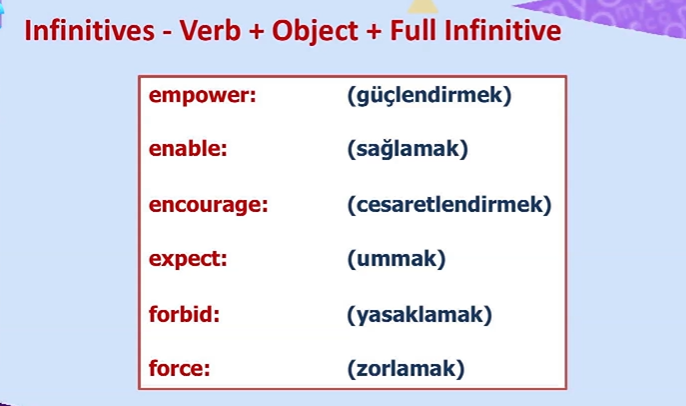 Infinitives - Verb + Object + Full Infinitive
empower: (güçlendirmek)
enable: (sağlamak)
encourage: (cesaretlendirmek)
expect: (ummak)
forbid: (yasaklamak)
force: (zorlamak)